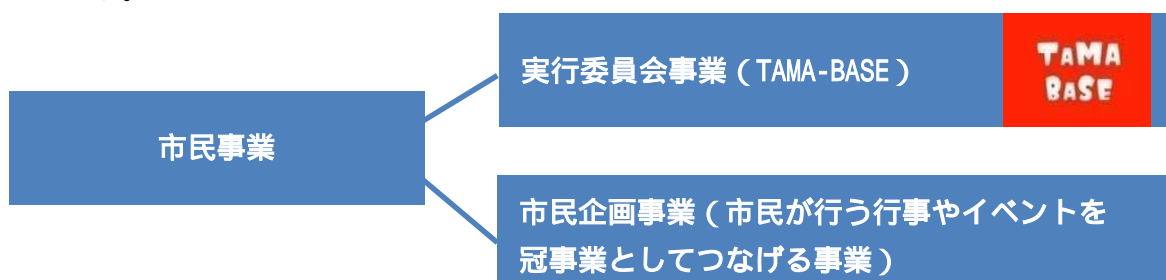 実行委員会事業（TAMA-BASE）
TAMA
BASE
市民事業
市民企画事業（市民が行う行事やイベントを
冠事業としてつなげる事業）